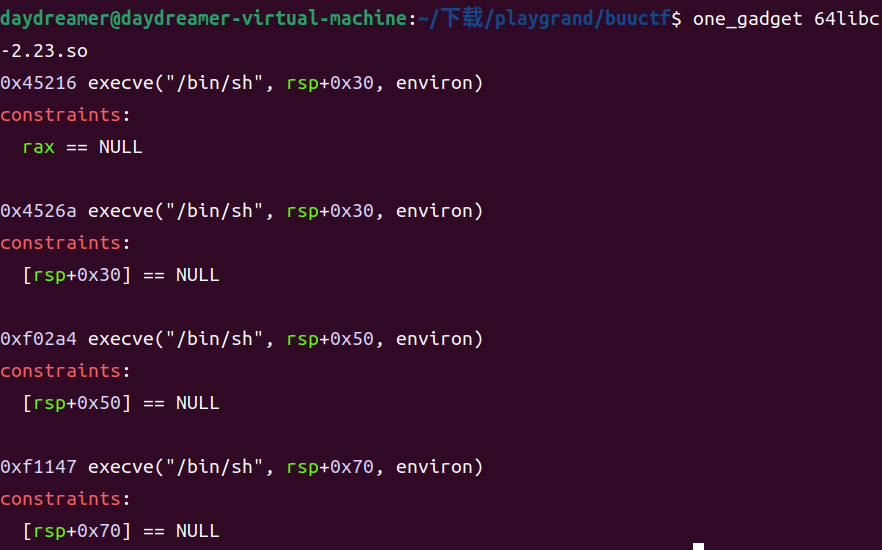 daydreamer@daydreamer-virtual-machine:~/下载/playgrand/buuctf$ one_gadget 64libc
-2.23.so
0x45216 execve("/bin/sh", rsp+0x30, environ)
constraints:
  rax == NULL

0x4526a execve("/bin/sh", rsp+0x30, environ)
constraints:
  [rsp+0x30] == NULL

0xf02a4 execve("/bin/sh", rsp+0x50, environ)
constraints:
  [rsp+0x50] == NULL

0xf1147 execve("/bin/sh", rsp+0x70, environ)
constraints:
  [rsp+0x70] == NULL